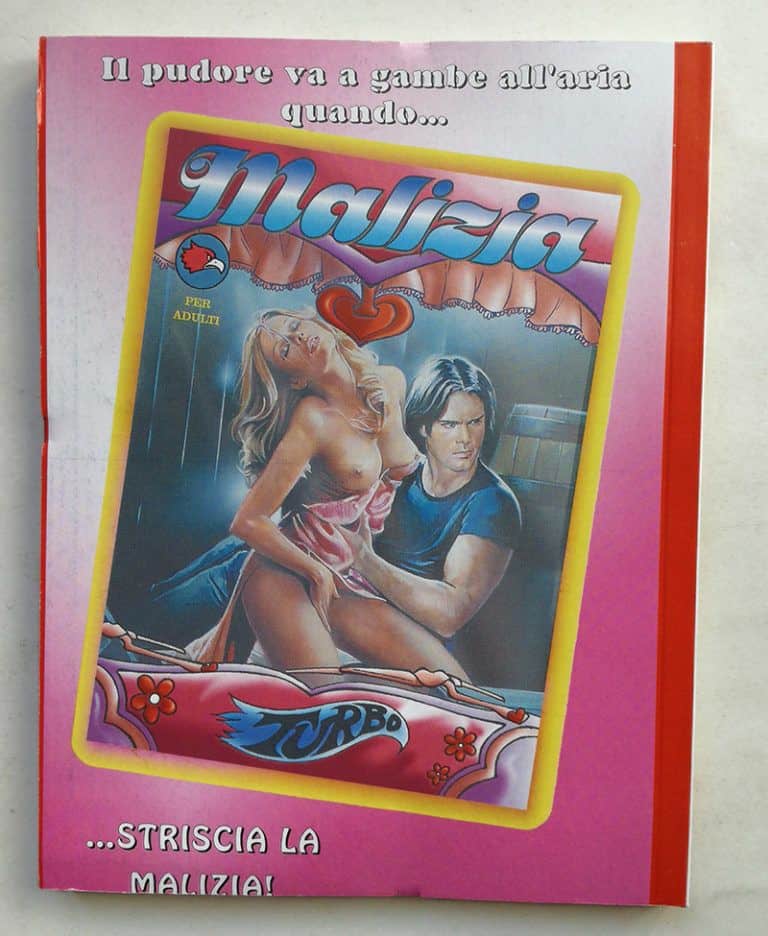 Il pudore va a gambe all'aria
quando...
Malizia
PER
ADULTI
TURBO
...STRISCIA LA
MALIZIA!